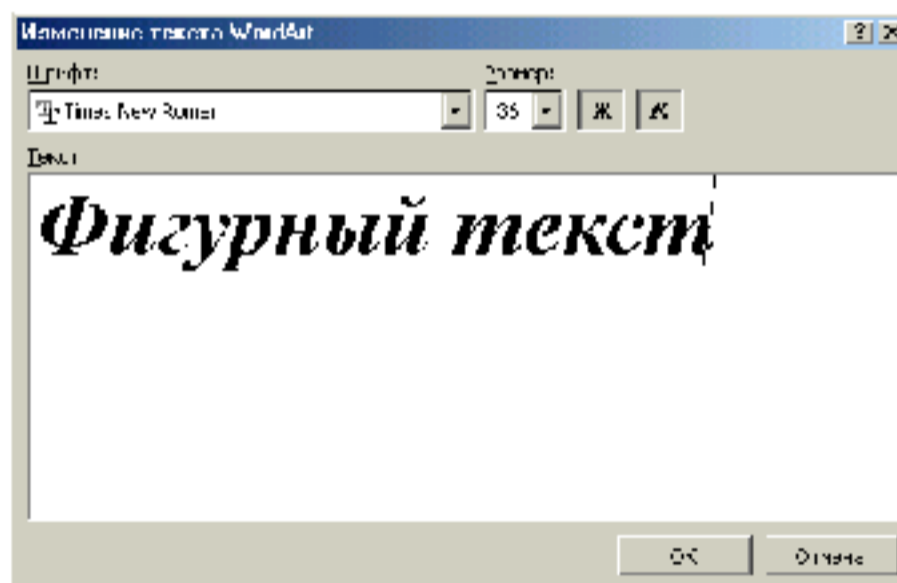 Изменение текста WordArt
Шрифт: Размер:
Times New Roman 36 Ж К
Текст
Фигурный текст
ОК Отмена